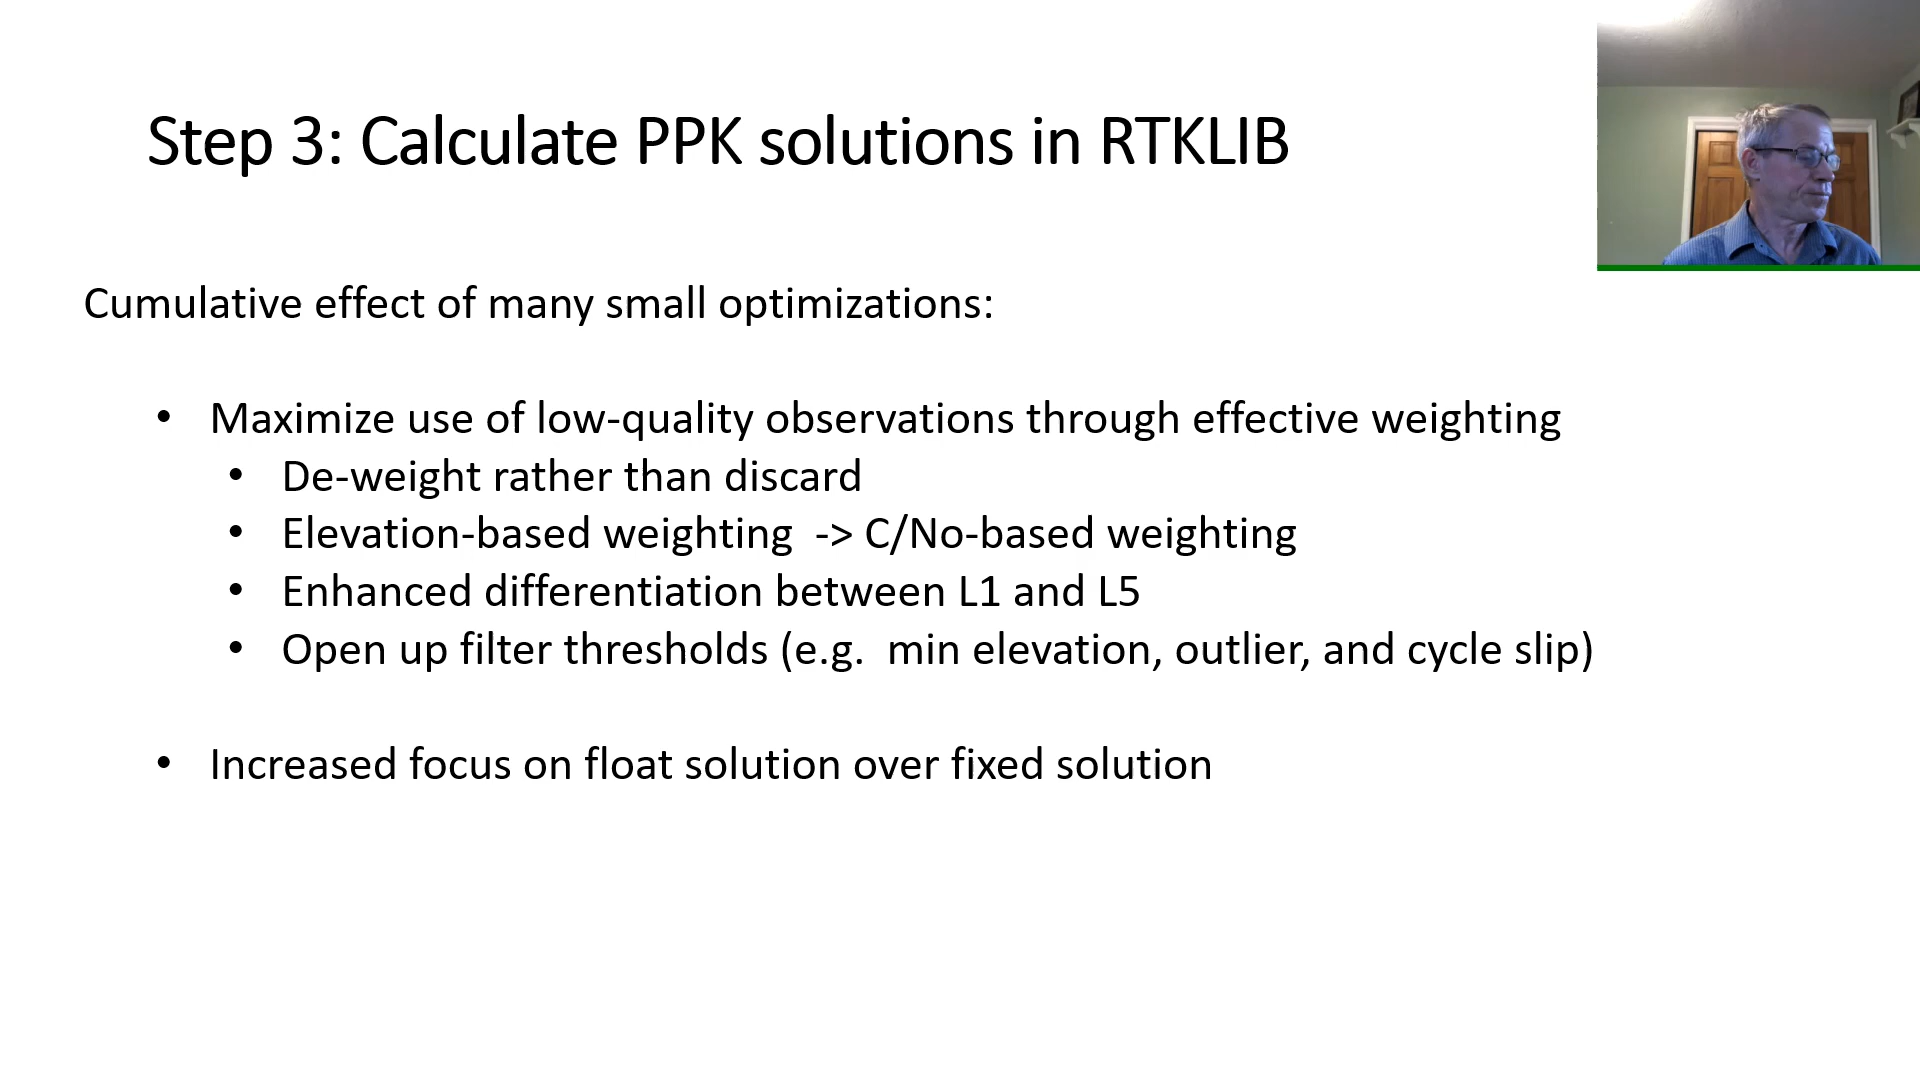 Step 3: Calculate PPK solutions in RTKLIB
Cumulative effect of many small optimizations:
• Maximize use of low-quality observations through effective weighting
• De-weight rather than discard
• Elevation-based weighting  -> C/No-based weighting
• Enhanced differentiation between L1 and L5
• Open up filter thresholds (e.g.  min elevation, outlier, and cycle slip)
• Increased focus on float solution over fixed solution